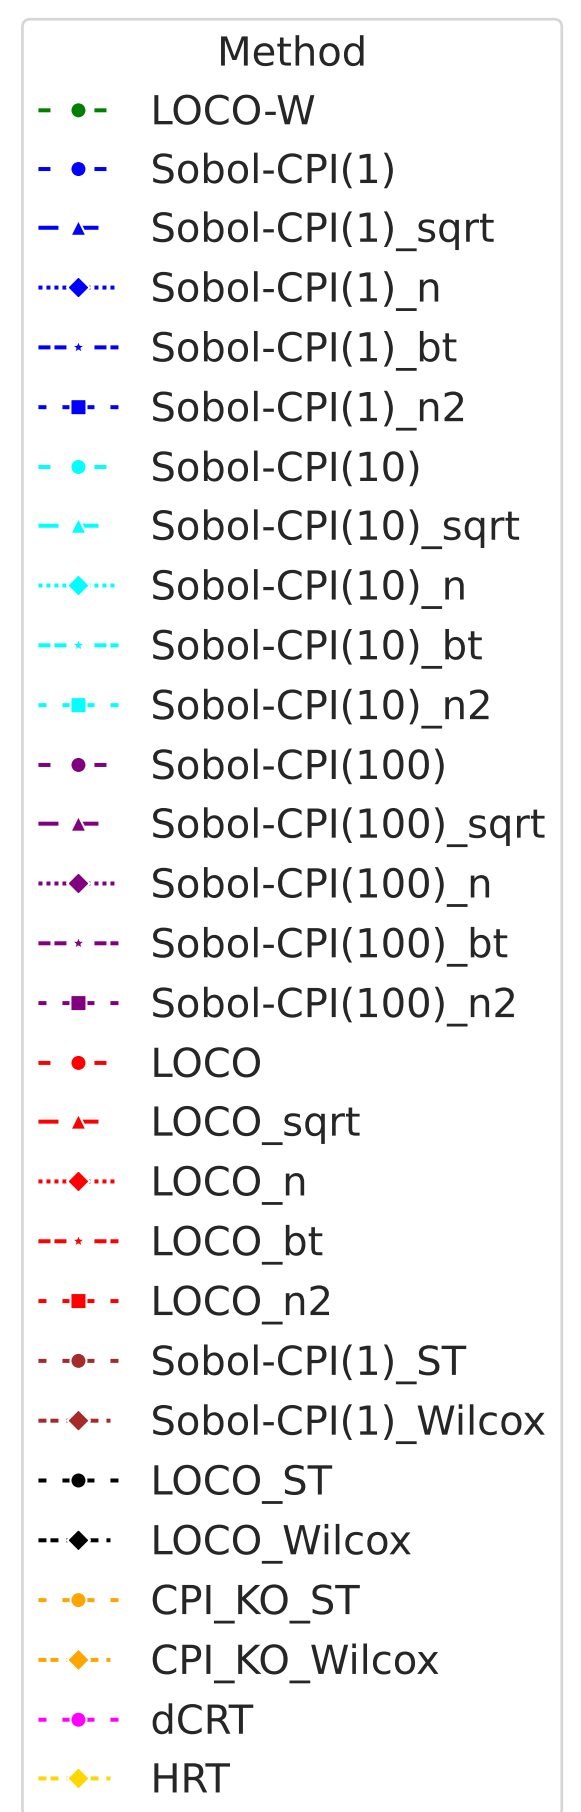 Method
LOCO-W
Sobol-CPI(1)
Sobol-CPI(1)_sqrt
Sobol-CPI(1)_n
Sobol-CPI(1)_bt
Sobol-CPI(1)_n2
Sobol-CPI(10)
Sobol-CPI(10)_sqrt
Sobol-CPI(10)_n
Sobol-CPI(10)_bt
Sobol-CPI(10)_n2
Sobol-CPI(100)
Sobol-CPI(100)_sqrt
Sobol-CPI(100)_n
Sobol-CPI(100)_bt
Sobol-CPI(100)_n2
LOCO
LOCO_sqrt
LOCO_n
LOCO_bt
LOCO_n2
Sobol-CPI(1)_ST
Sobol-CPI(1)_Wilcox
LOCO_ST
LOCO_Wilcox
CPI_KO_ST
CPI_KO_Wilcox
dCRT
HRT